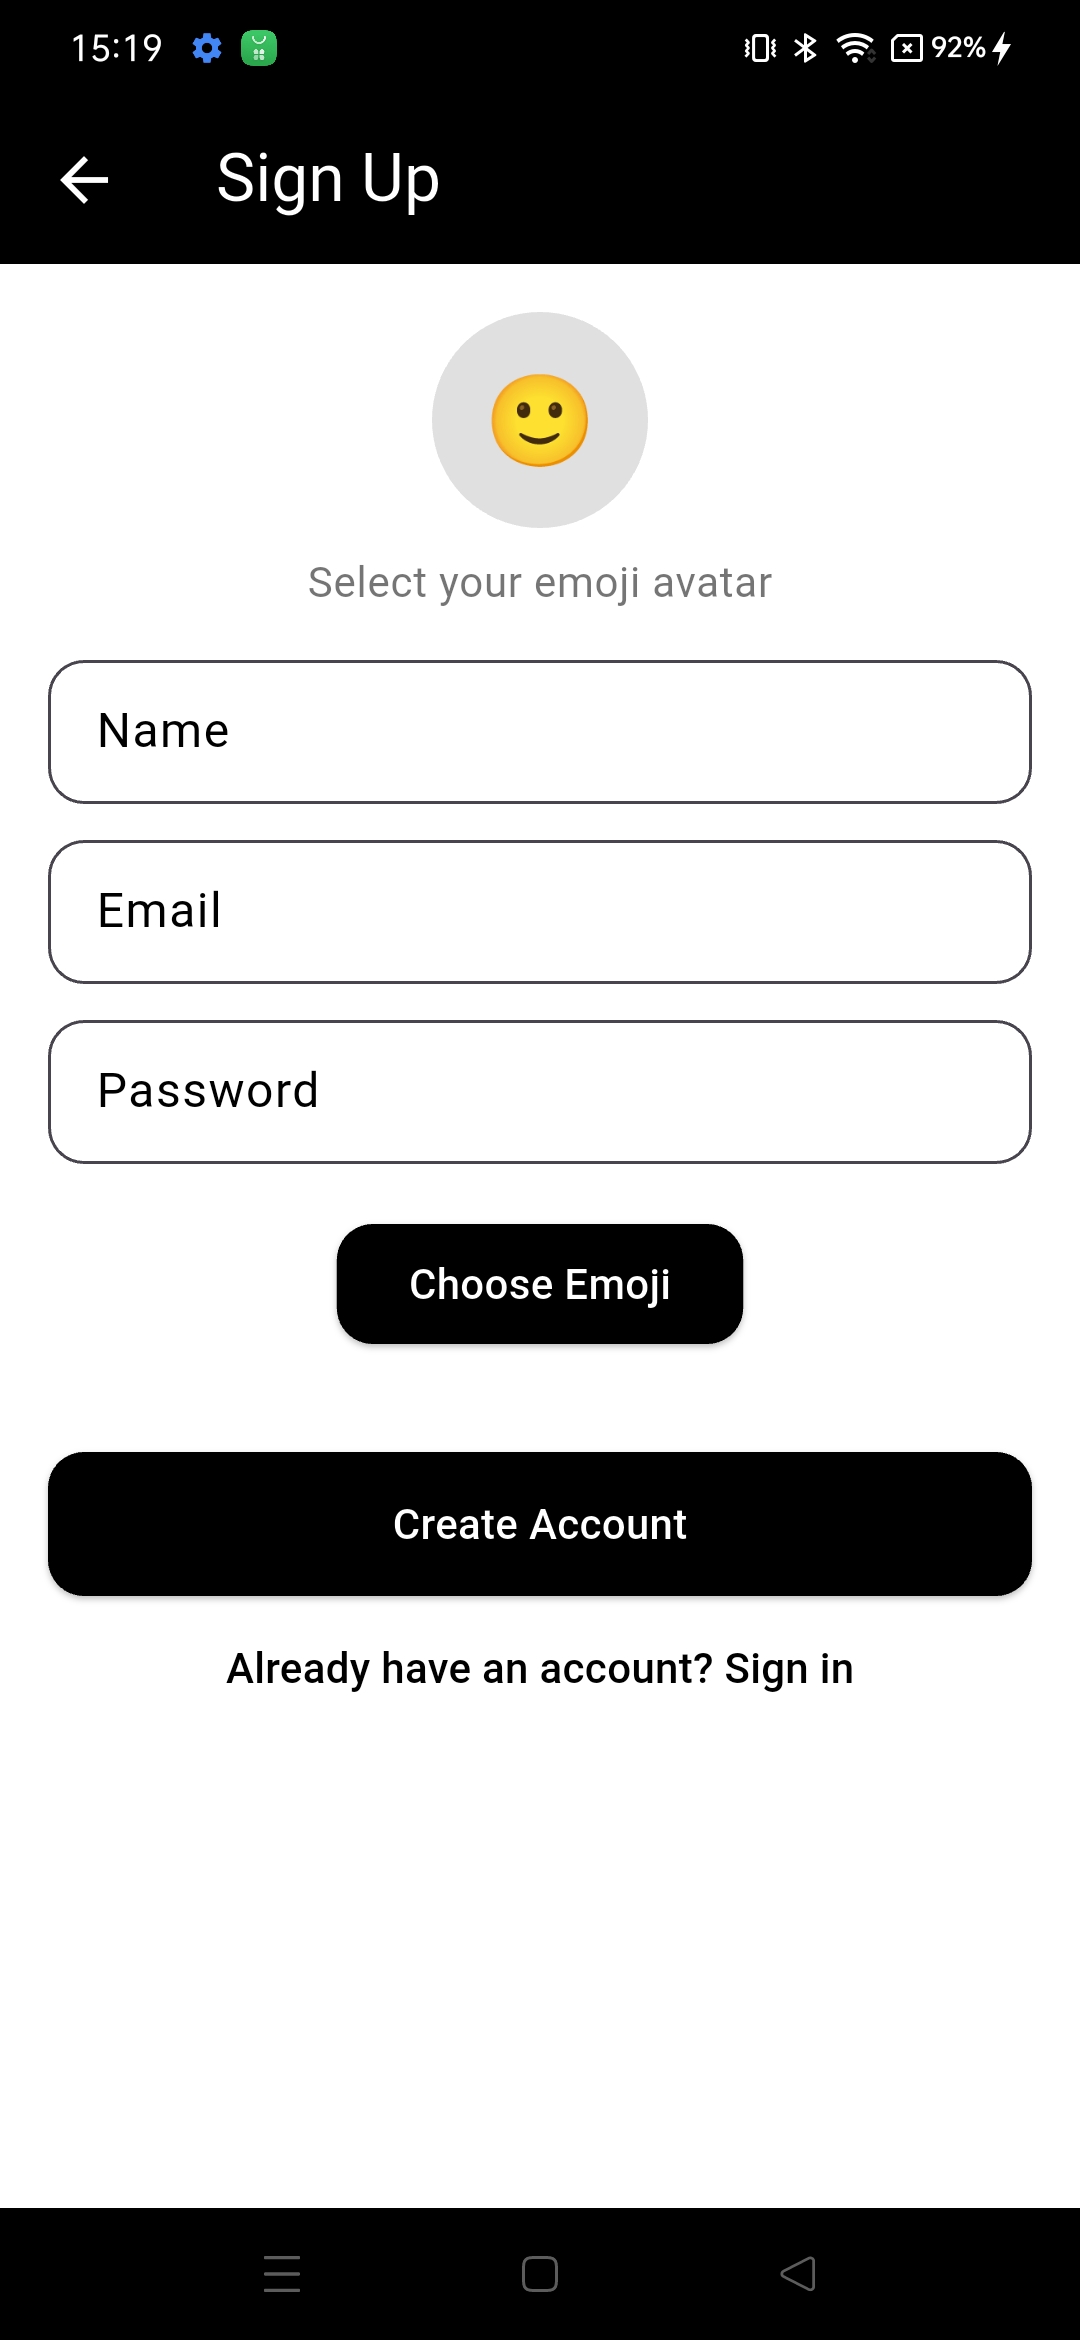 15:19 92%
Sign Up
Select your emoji avatar
Name
Email
Password
Choose Emoji
Create Account
Already have an account? Sign in